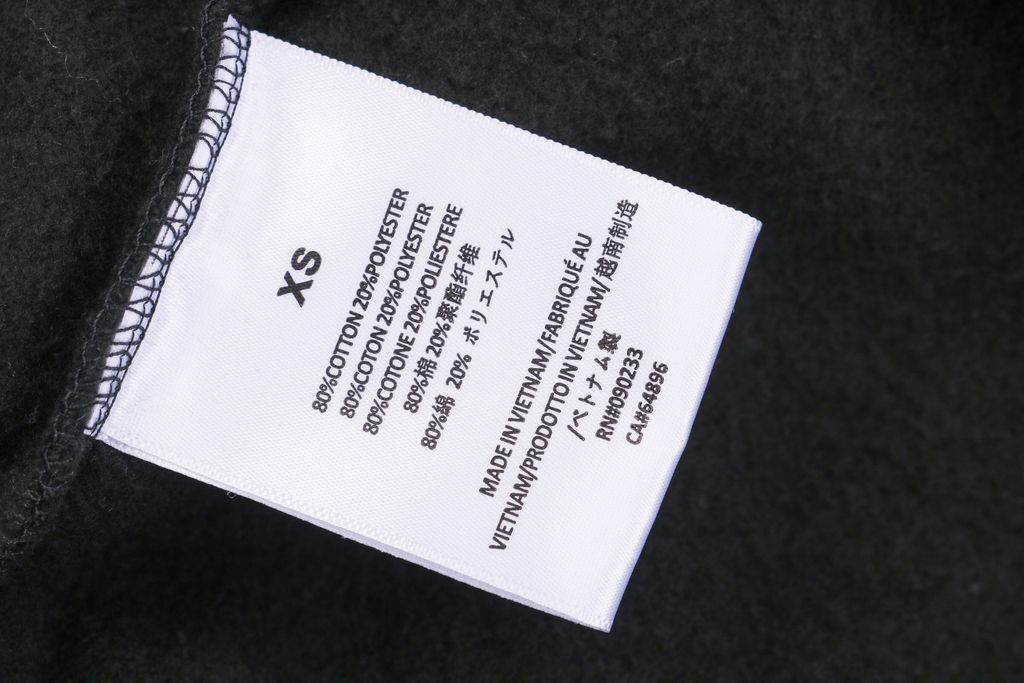 XS
80%COTTON 20%POLYESTER
80%COTON 20%POLYESTER
80%COTONE 20%POLIESTERE
80%棉 20%聚酯纤维
80%綿 20% ポリエステル
MADE IN VIETNAM/FABRIQUÉ AU
VIETNAM/PRODOTTO IN VIETNAM/越南制造
/ベトナム製
RN#090233
CA#64896